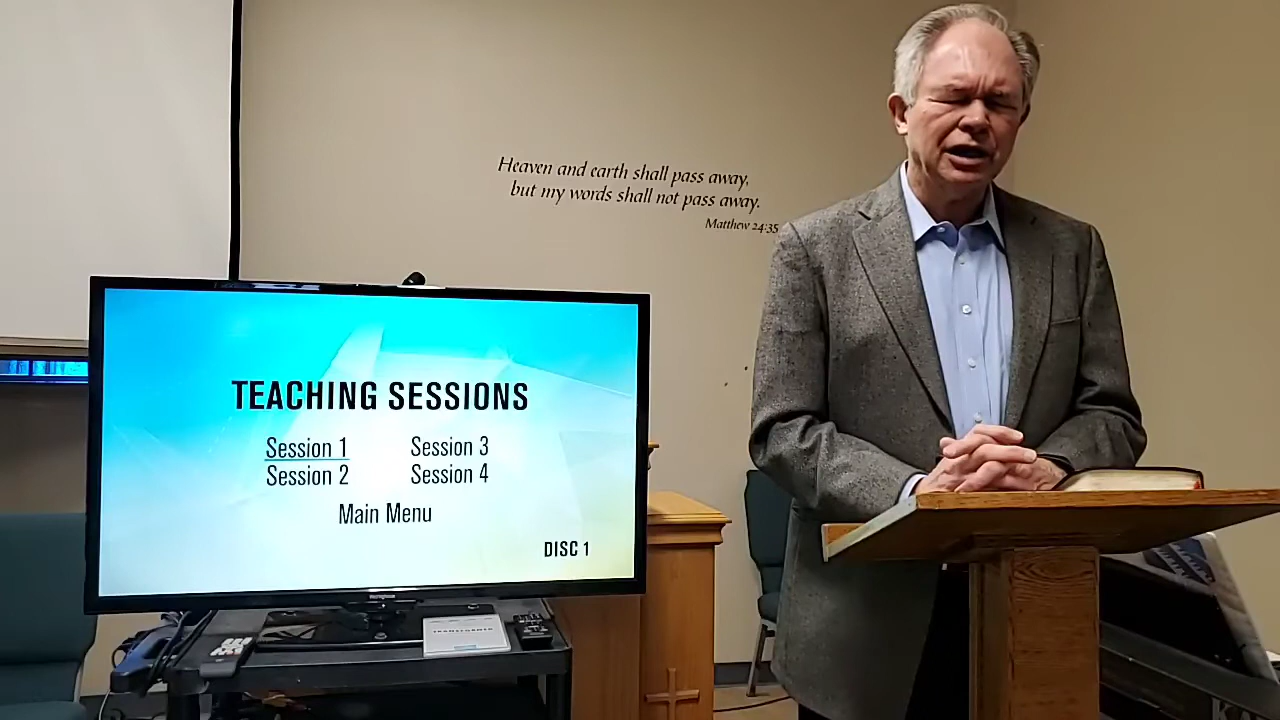 Heaven and earth shall pass away,
but my words shall not pass away.
Matthew 24:35
TEACHING SESSIONS
Session 1
Session 3
Session 2
Session 4
Main Menu
DISC 1